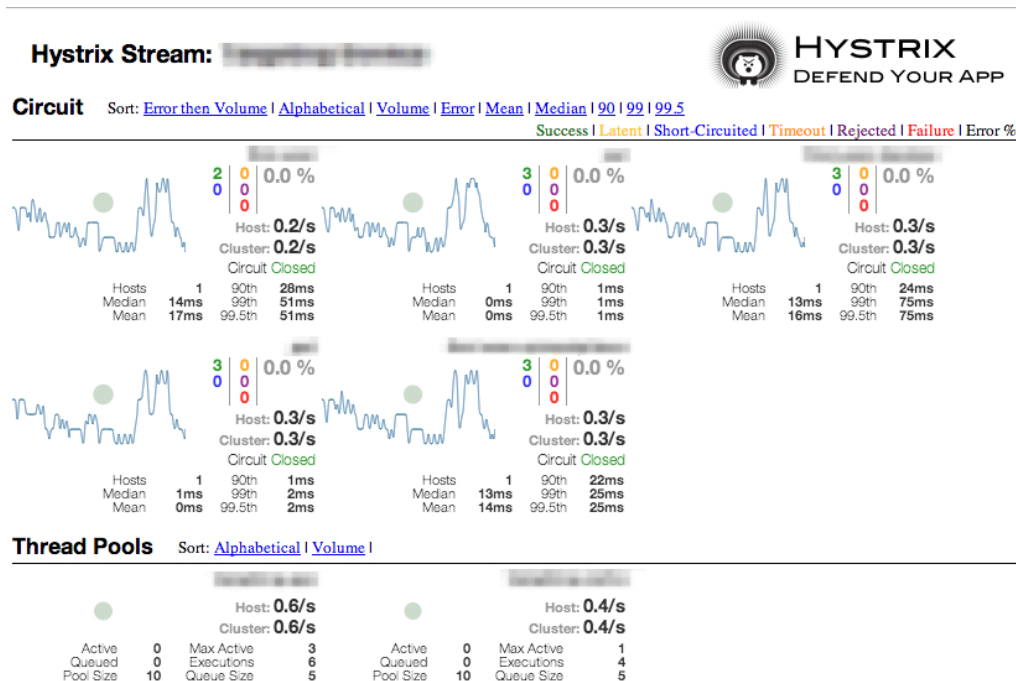 Hystrix Stream:
HYSTRIX
DEFEND YOUR APP
Circuit Sort: Error then Volume | Alphabetical | Volume | Error | Mean | Median | 90 | 99 | 99.5
Success | Latent | Short-Circuited | Timeout | Rejected | Failure | Error %
2 0 0.0 %
0 0
0
Host: 0.2/s
Cluster: 0.2/s
Circuit Closed
Hosts 1 90th 28ms
Median 14ms 99th 51ms
Mean 17ms 99.5th 51ms
3 0 0.0 %
0 0
0
Host: 0.3/s
Cluster: 0.3/s
Circuit Closed
Hosts 1 90th 1ms
Median 0ms 99th 1ms
Mean 0ms 99.5th 1ms
3 0 0.0 %
0 0
0
Host: 0.3/s
Cluster: 0.3/s
Circuit Closed
Hosts 1 90th 24ms
Median 13ms 99th 75ms
Mean 16ms 99.5th 75ms
3 0 0.0 %
0 0
0
Host: 0.3/s
Cluster: 0.3/s
Circuit Closed
Hosts 1 90th 1ms
Median 1ms 99th 2ms
Mean 0ms 99.5th 2ms
3 0 0.0 %
0 0
0
Host: 0.3/s
Cluster: 0.3/s
Circuit Closed
Hosts 1 90th 22ms
Median 13ms 99th 25ms
Mean 14ms 99.5th 25ms
Thread Pools Sort: Alphabetical | Volume |
Host: 0.6/s
Cluster: 0.6/s
Active 0 Max Active 3
Queued 0 Executions 6
Pool Size 10 Queue Size 5
Host: 0.4/s
Cluster: 0.4/s
Active 0 Max Active 1
Queued 0 Executions 4
Pool Size 10 Queue Size 5